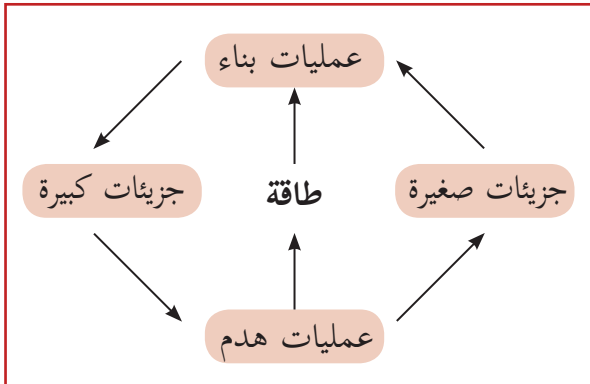 عمليات بناء
جزيئات صغيرة
طاقة
جزيئات كبيرة
عمليات هدم